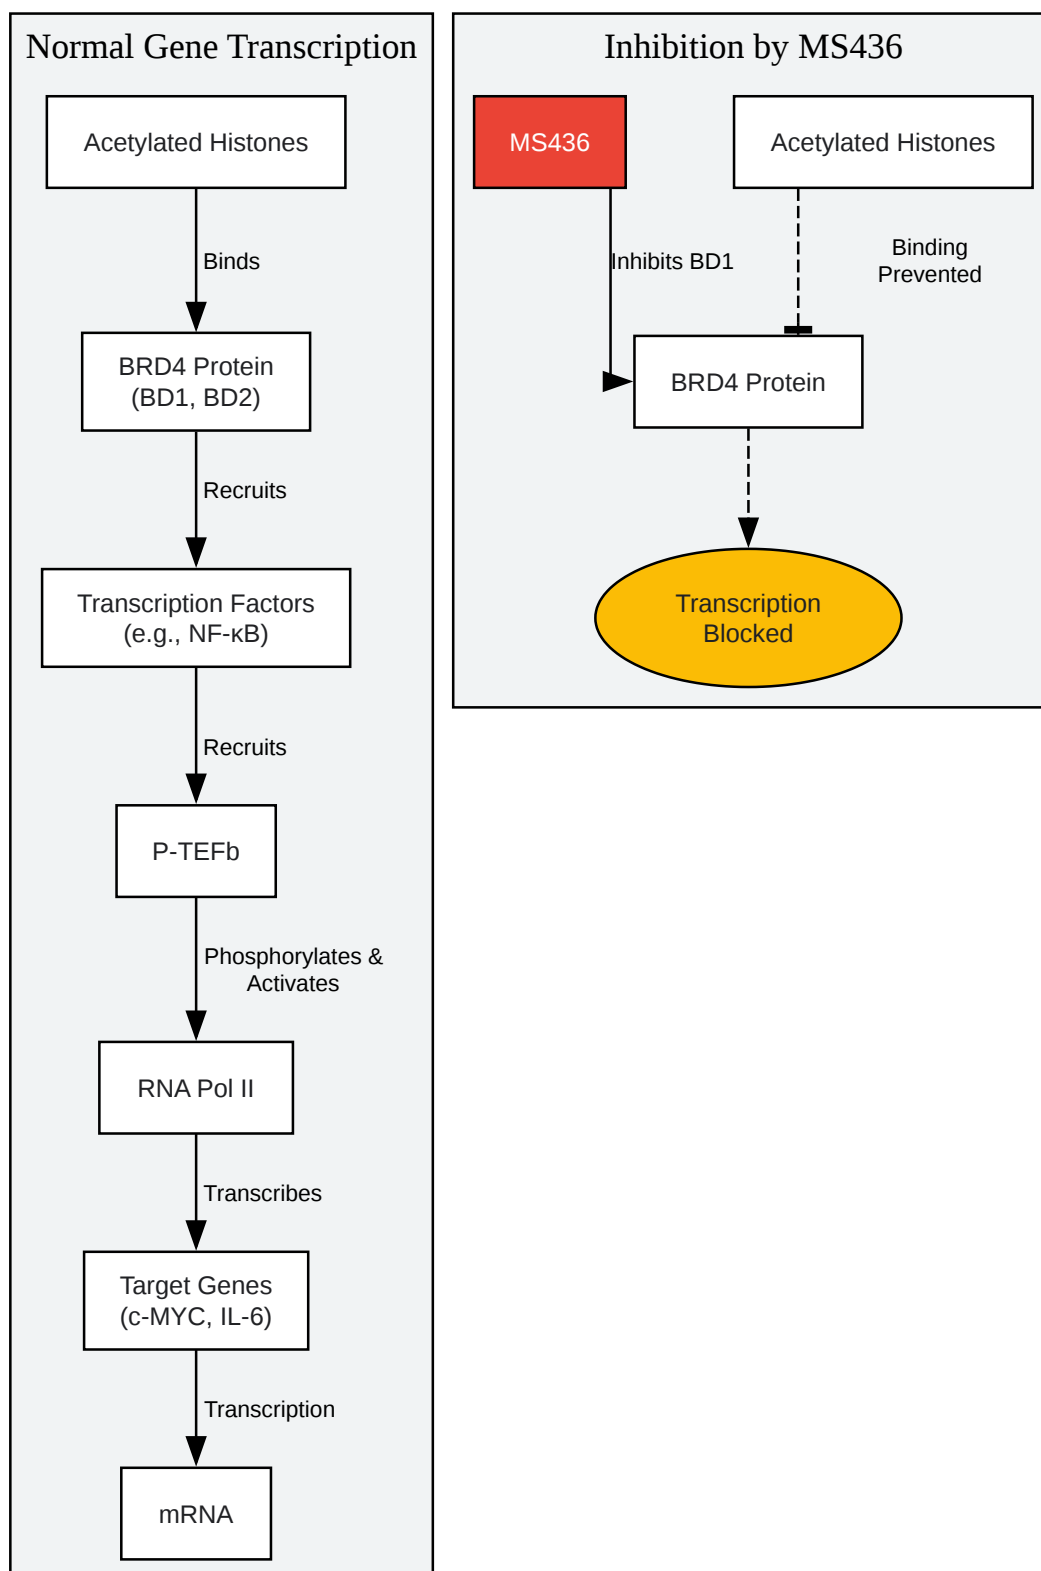 Normal Gene Transcription
Acetylated Histones
Binds
BRD4 Protein
(BD1, BD2)
Recruits
Transcription Factors
(e.g., NF-κB)
Recruits
P-TEFb
Phosphorylates &
Activates
RNA Pol II
Transcribes
Target Genes
(c-MYC, IL-6)
Transcription
mRNA
Inhibition by MS436
MS436
Acetylated Histones
Inhibits BD1
Binding
Prevented
BRD4 Protein
Transcription
Blocked